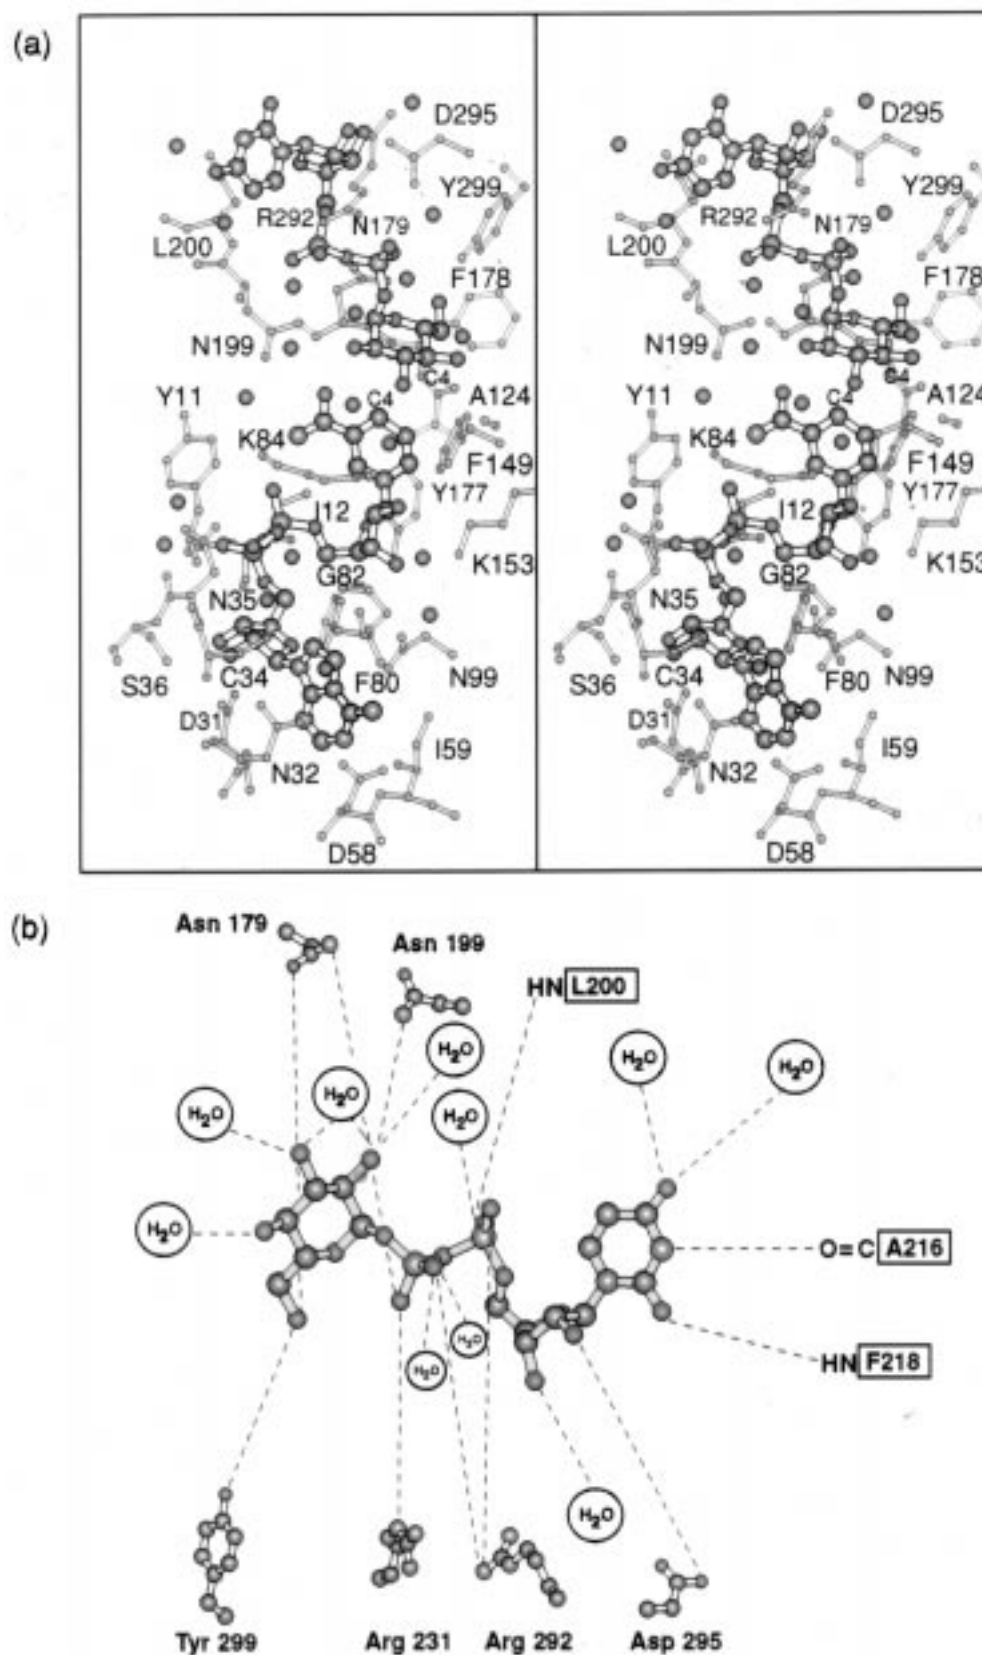 (a)
D295
Y299
R292
N179
L200
F178
N199
C4
Y11
C4
A124
K84
F149
I12
Y177
G82
K153
N35
S36
C34
F80
N99
D31
N32
I59
D58
D295
Y299
R292
N179
L200
F178
N199
C4
Y11
C4
A124
K84
F149
I12
Y177
G82
K153
N35
S36
C34
F80
N99
D31
N32
I59
D58
(b)
Asn 179
Asn 199
HN L200
H2O
H2O
H2O
H2O
H2O
H2O
H2O
O=C A216
H2O
H2O
HN F218
H2O
Tyr 299
Arg 231
Arg 292
Asp 295